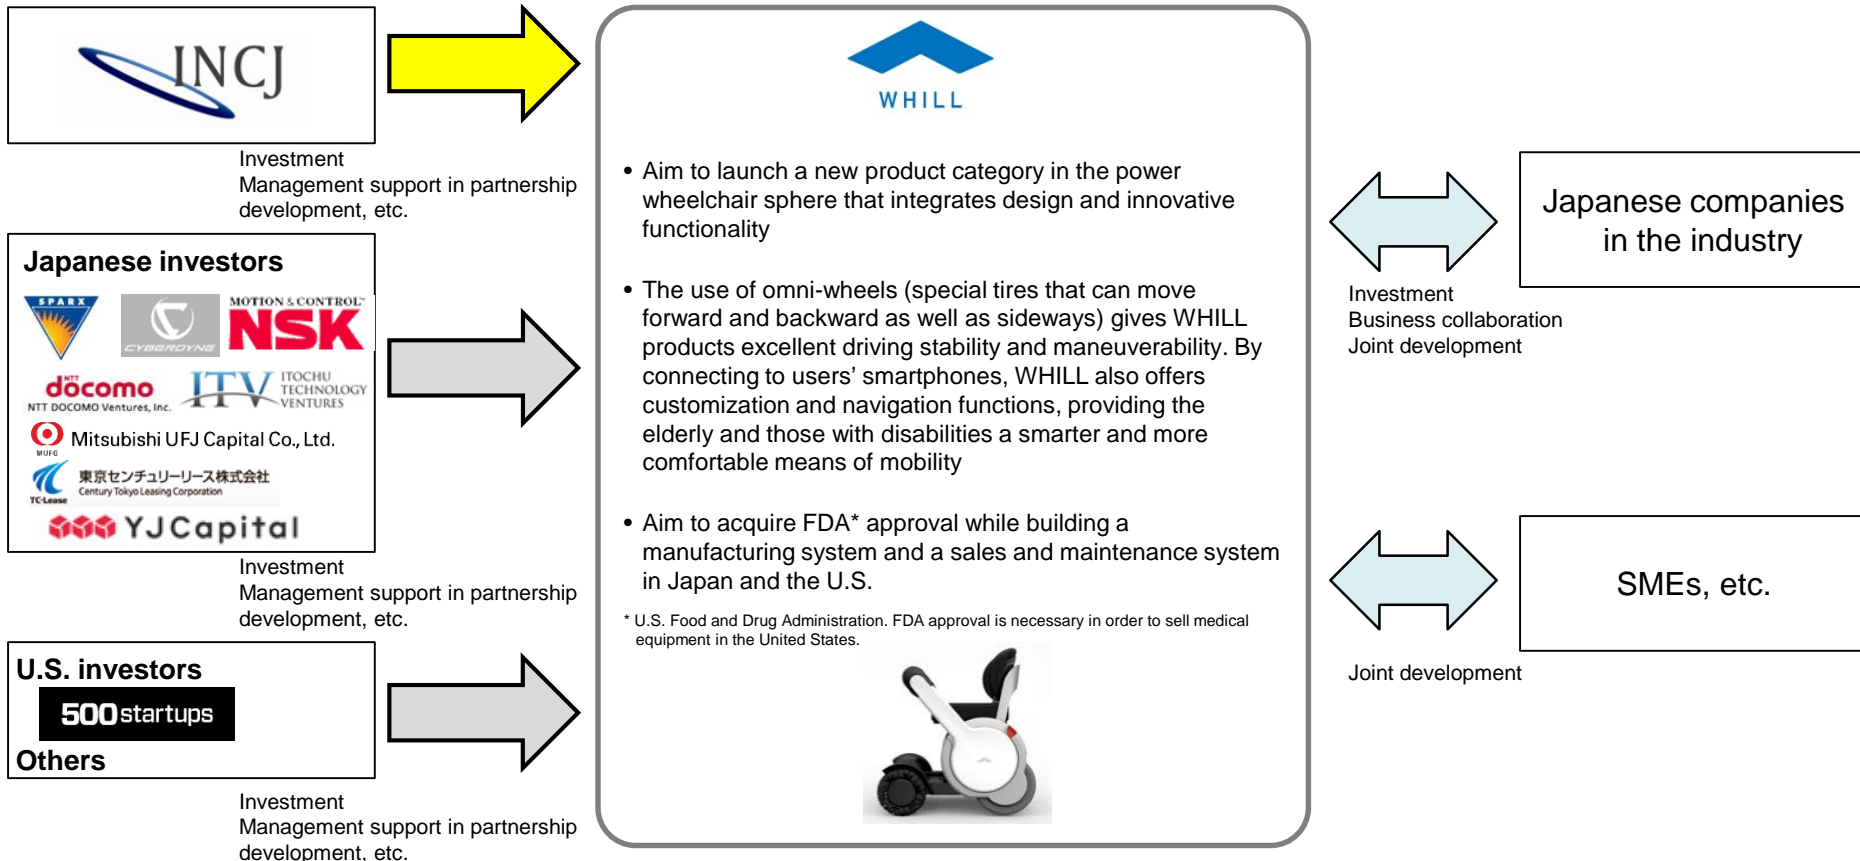 INCJ
Investment
Management support in partnership
development, etc.
Japanese investors
SPARX
CYBERDYNE
MOTION & CONTROL™
NSK
NTT
döcomo
NTT DOCOMO Ventures, Inc.
ITV
ITOCHU
TECHNOLOGY
VENTURES
MUFG
Mitsubishi UFJ Capital Co., Ltd.
TC-Lease
東京センチュリーリース株式会社
Century Tokyo Leasing Corporation
YJCapital
Investment
Management support in partnership
development, etc.
U.S. investors
500 startups
Others
Investment
Management support in partnership
development, etc.
WHILL
• Aim to launch a new product category in the power
wheelchair sphere that integrates design and innovative
functionality
• The use of omni-wheels (special tires that can move
forward and backward as well as sideways) gives WHILL
products excellent driving stability and maneuverability. By
connecting to users’ smartphones, WHILL also offers
customization and navigation functions, providing the
elderly and those with disabilities a smarter and more
comfortable means of mobility
• Aim to acquire FDA* approval while building a
manufacturing system and a sales and maintenance system
in Japan and the U.S.
* U.S. Food and Drug Administration. FDA approval is necessary in order to sell medical
equipment in the United States.
Japanese companies
in the industry
Investment
Business collaboration
Joint development
SMEs, etc.
Joint development